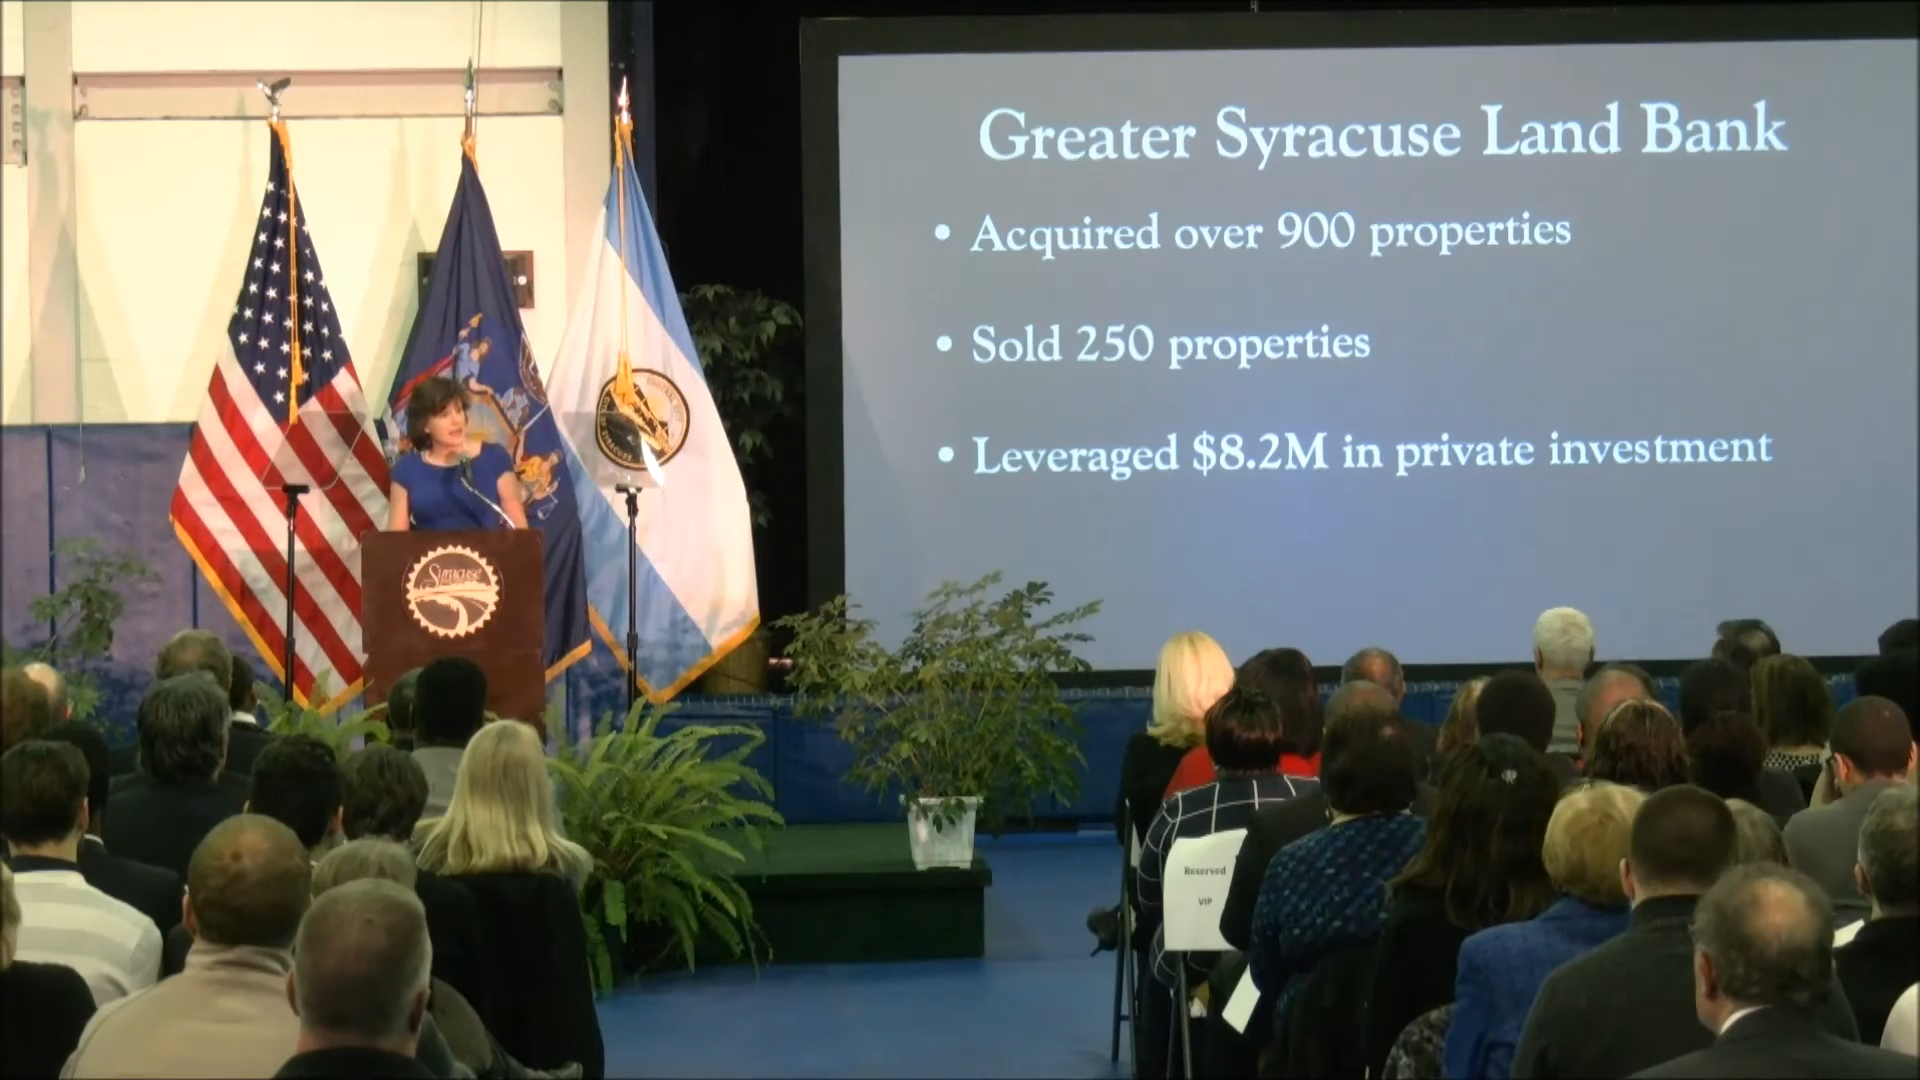 Greater Syracuse Land Bank
• Acquired over 900 properties
• Sold 250 properties
• Leveraged $8.2M in private investment
Syracuse
Reserved
VIP